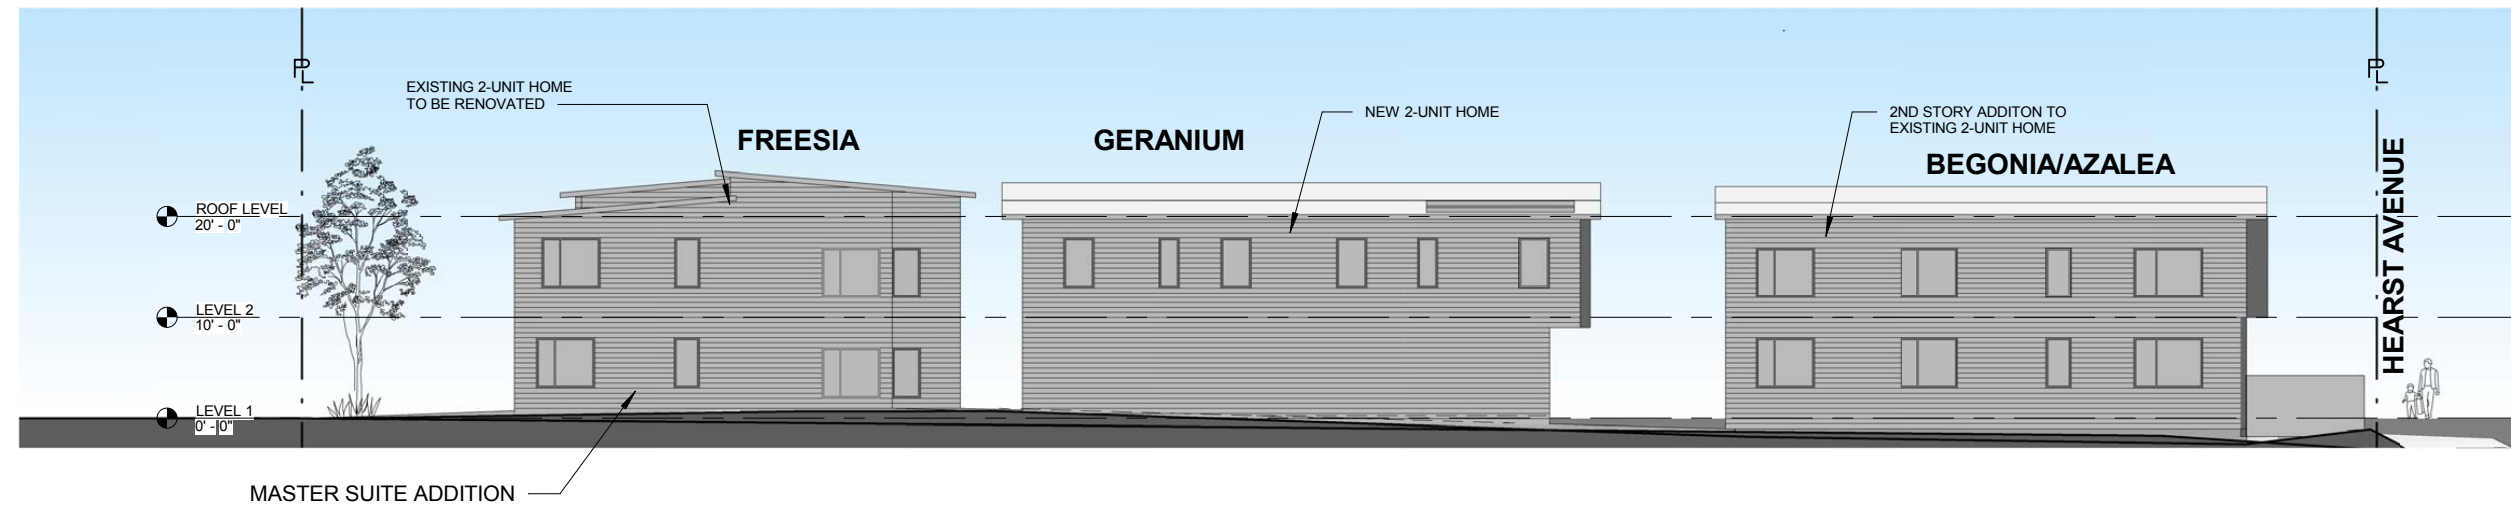 PL
PL
EXISTING 2-UNIT HOME
TO BE RENOVATED
NEW 2-UNIT HOME
2ND STORY ADDITON TO
EXISTING 2-UNIT HOME
FREESIA
GERANIUM
BEGONIA/AZALEA
HEARST AVENUE
ROOF LEVEL
20' - 0"
LEVEL 2
10' - 0"
LEVEL 1
0' - 0"
MASTER SUITE ADDITION